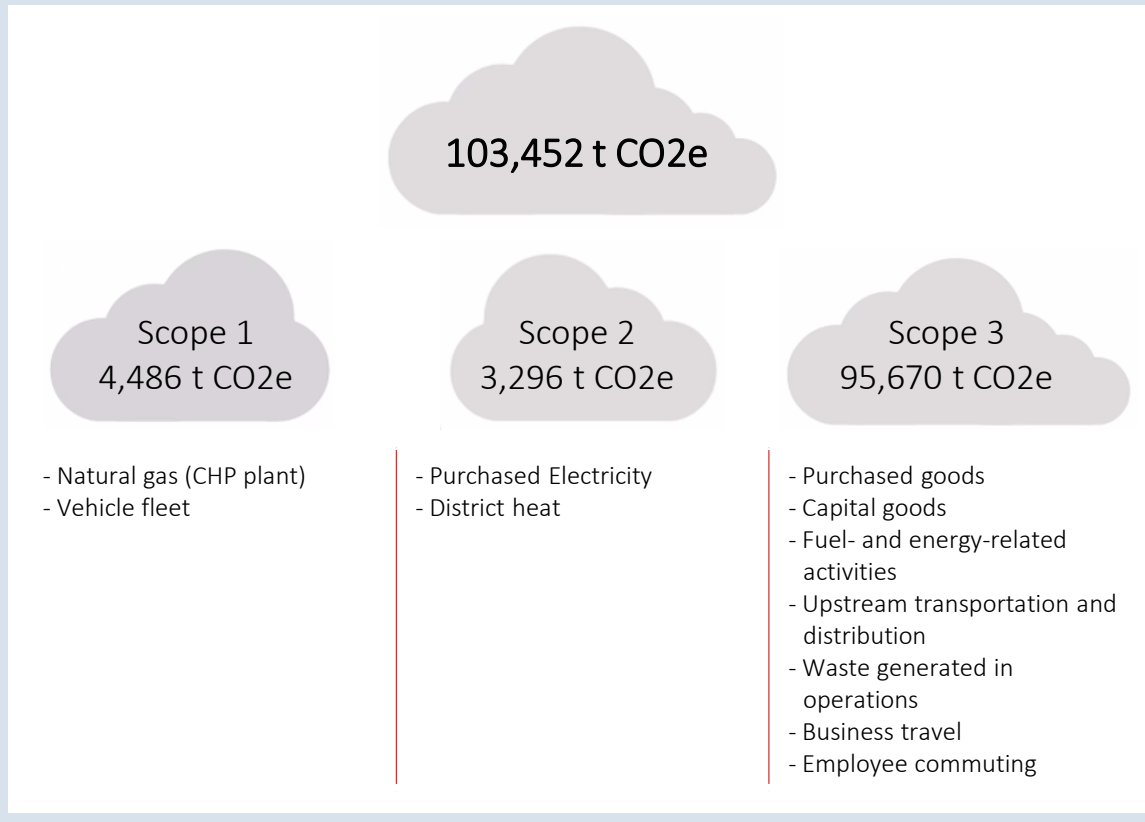 103,452 t CO2e
Scope 1
4,486 t CO2e
Scope 2
3,296 t CO2e
Scope 3
95,670 t CO2e
- Natural gas (CHP plant)
- Vehicle fleet
- Purchased Electricity
- District heat
- Purchased goods
- Capital goods
- Fuel- and energy-related
activities
- Upstream transportation and
distribution
- Waste generated in
operations
- Business travel
- Employee commuting